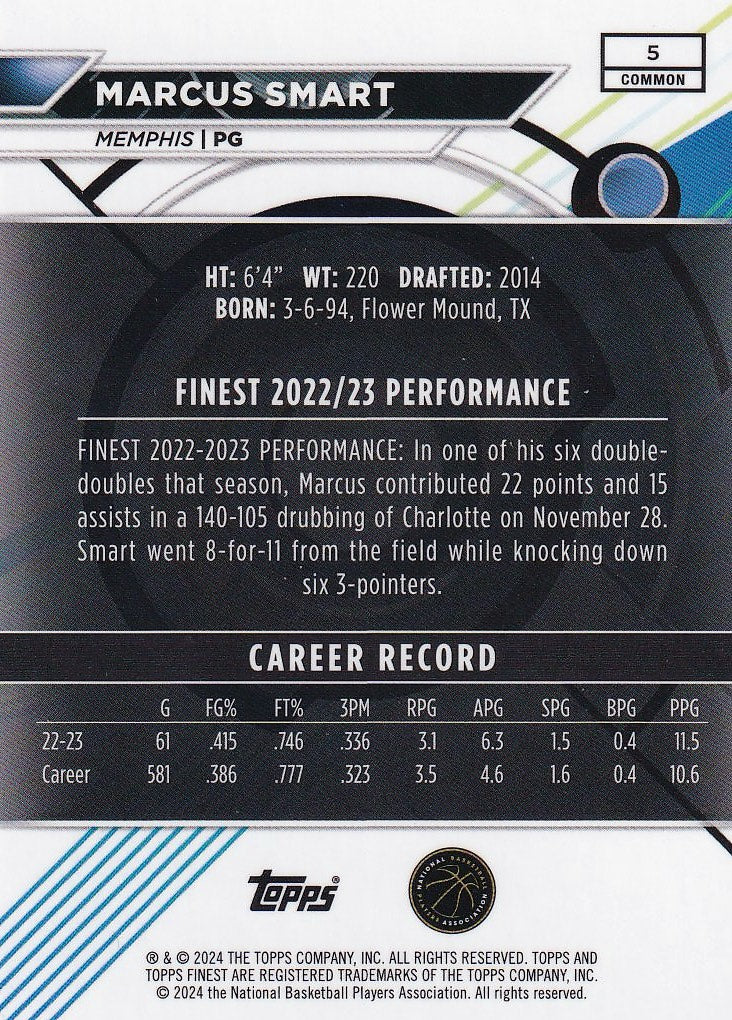 5
COMMON
MARCUS SMART
MEMPHIS | PG
HT: 6'4" WT: 220 DRAFTED: 2014
BORN: 3-6-94, Flower Mound, TX
FINEST 2022/23 PERFORMANCE
FINEST 2022-2023 PERFORMANCE: In one of his six double-
doubles that season, Marcus contributed 22 points and 15
assists in a 140-105 drubbing of Charlotte on November 28.
Smart went 8-for-11 from the field while knocking down
six 3-pointers.
CAREER RECORD
G FG% FT% 3PM RPG APG SPG BPG PPG
22-23 61 .415 .746 .336 3.1 6.3 1.5 0.4 11.5
Career 581 .386 .777 .323 3.5 4.6 1.6 0.4 10.6
Topps®
NATIONAL BASKETBALL PLAYERS ASSOCIATION
® & © 2024 THE TOPPS COMPANY, INC. ALL RIGHTS RESERVED. TOPPS AND
TOPPS FINEST ARE REGISTERED TRADEMARKS OF THE TOPPS COMPANY, INC.
© 2024 the National Basketball Players Association. All rights reserved.